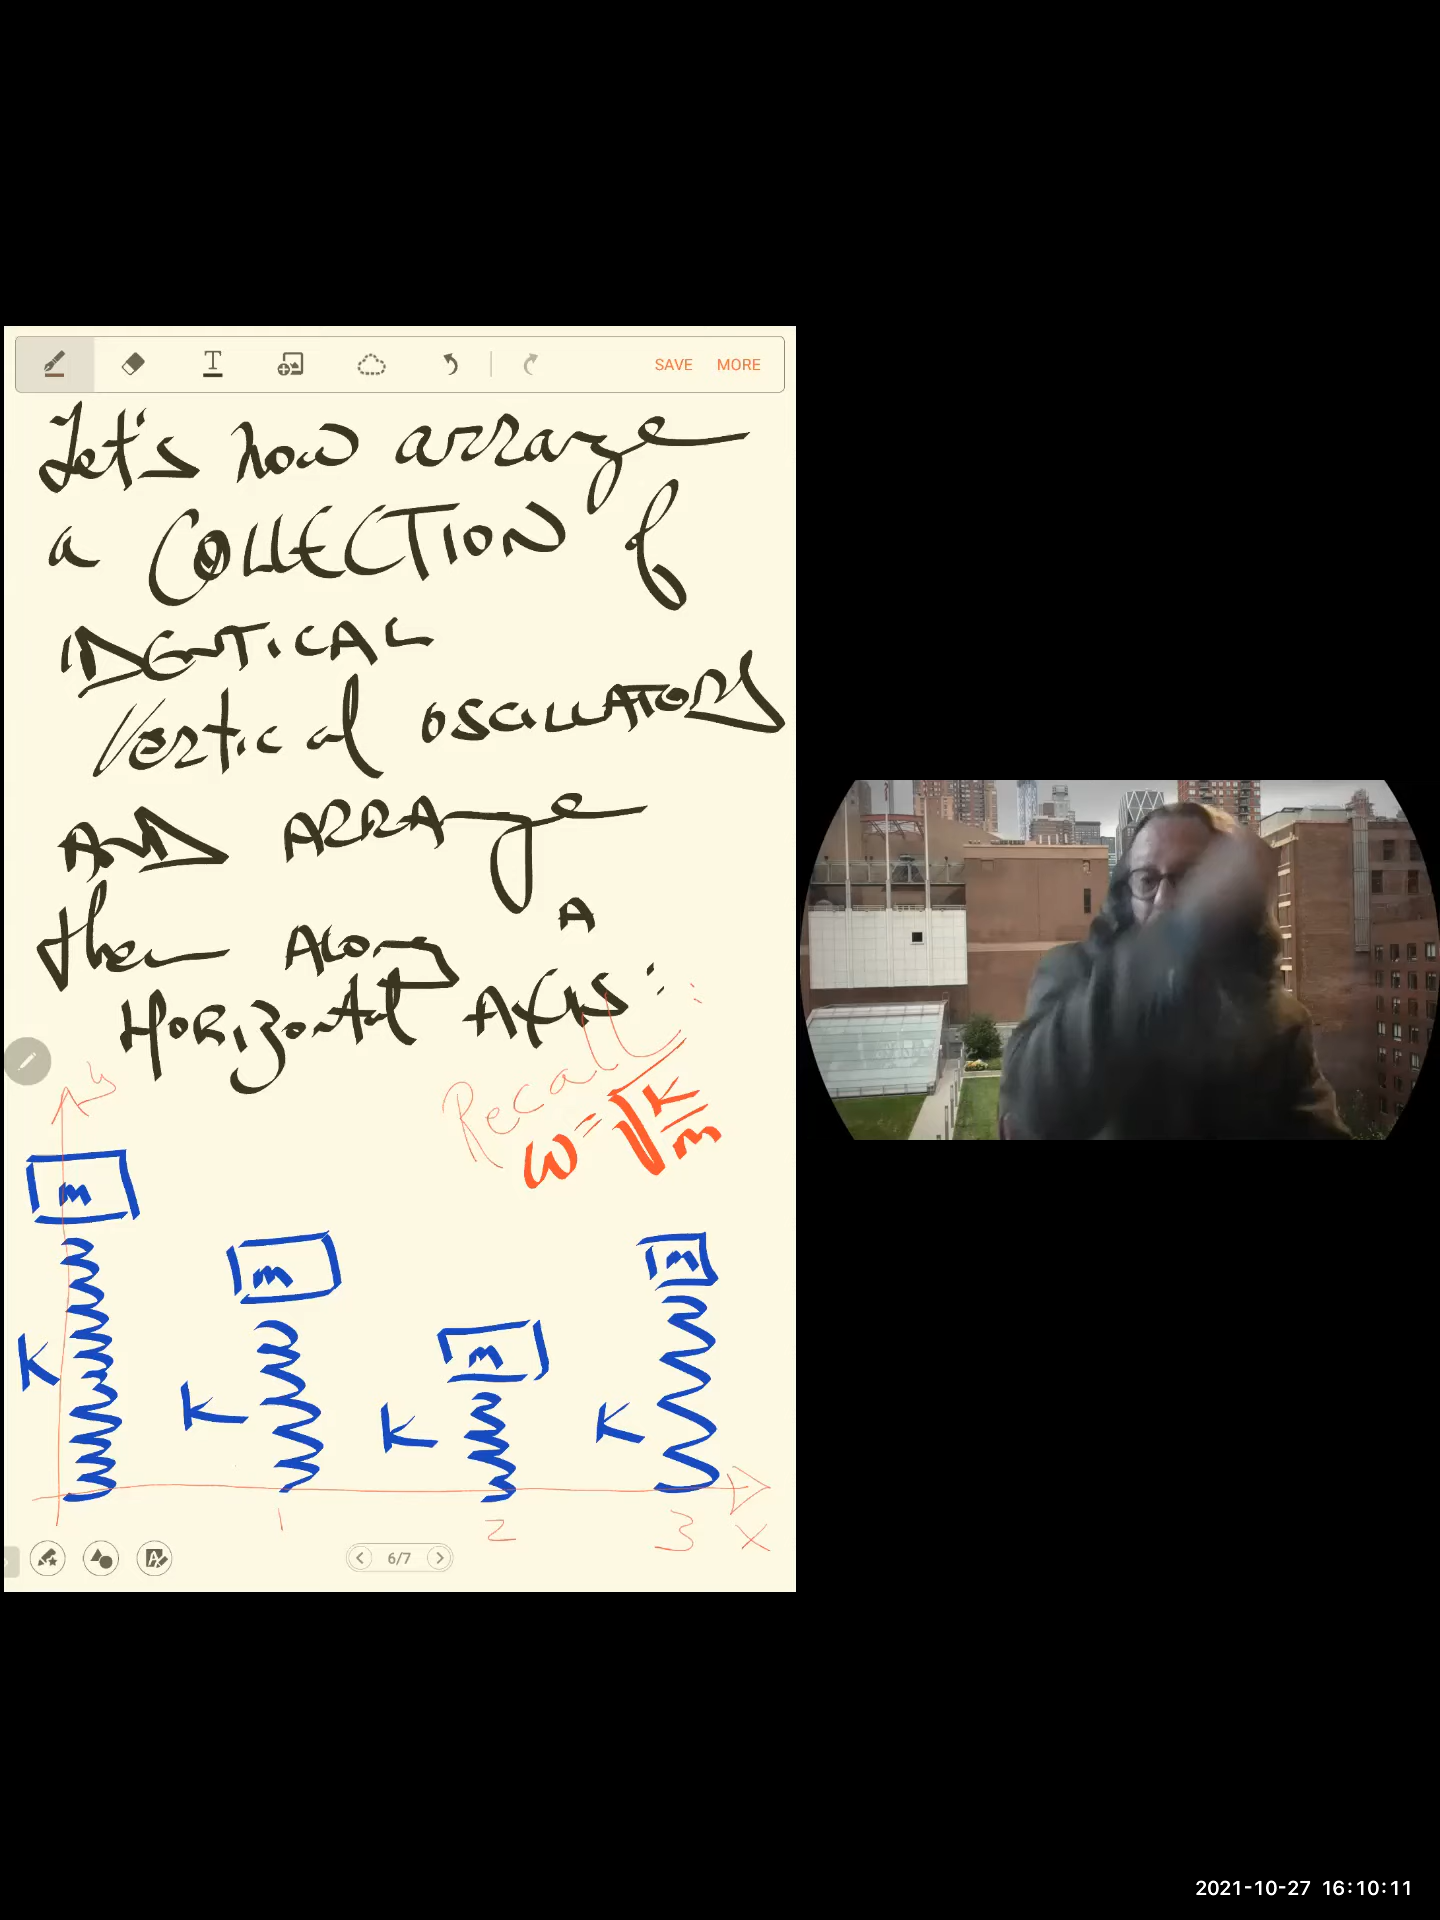 SAVE MORE
Let's now arrange
a COLLECTION of
IDENTICAL
Vertical OSCILLATORY
AND ARRAnge
them Along A
HORIZontal AXIS:
Recall:
ω=√K/m
y
m
m
m
m
K
K
K
K
1 2 3 X
6/7
2021-10-27 16:10:11